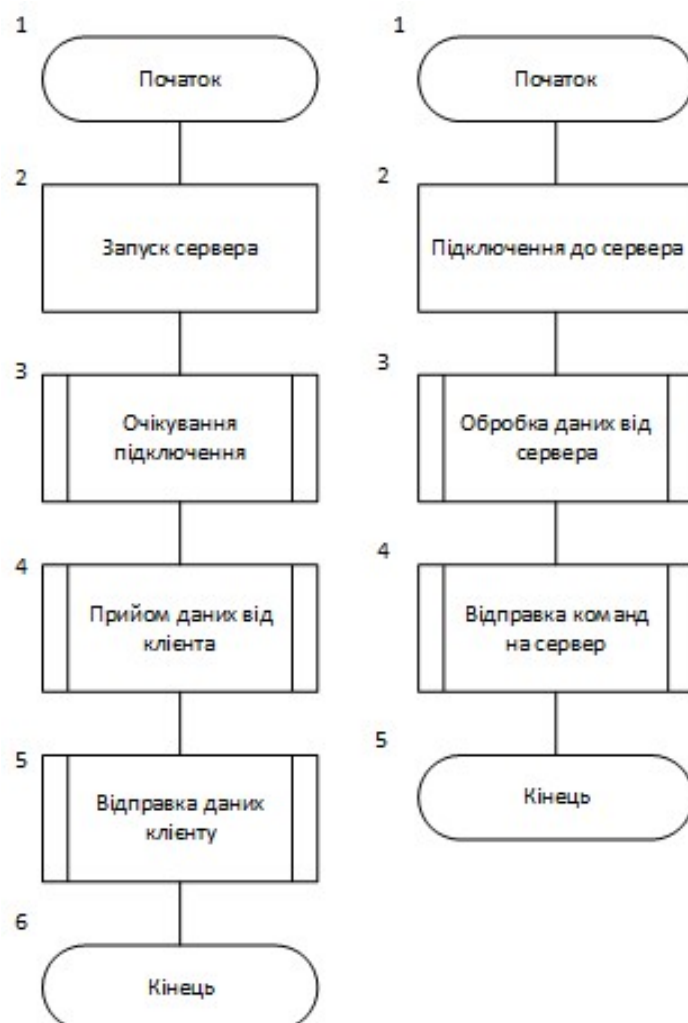 1
Початок
2
Запуск сервера
3
Очікування
підключення
4
Прийом даних від
клієнта
5
Відправка даних
клієнту
6
Кінець
1
Початок
2
Підключення до сервера
3
Обробка даних від
сервера
4
Відправка команд
на сервер
5
Кінець